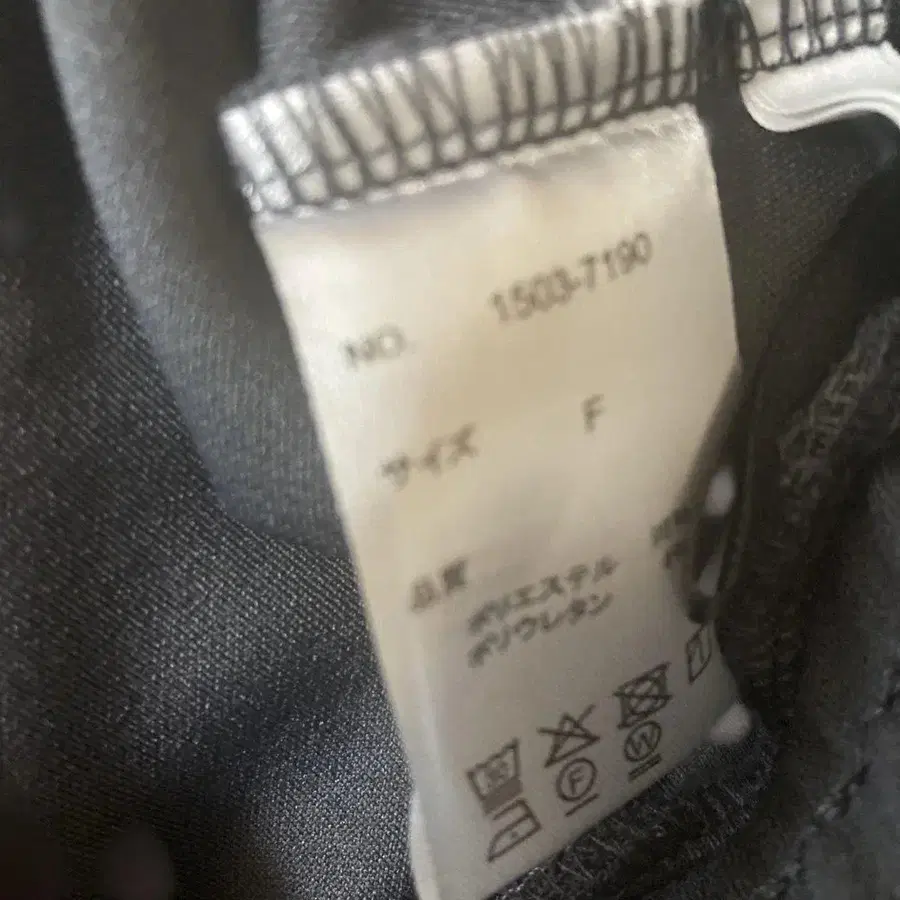 NO. 1503-7190
サイズ F
品質 ポリエステル
ポリウレタン
F
W